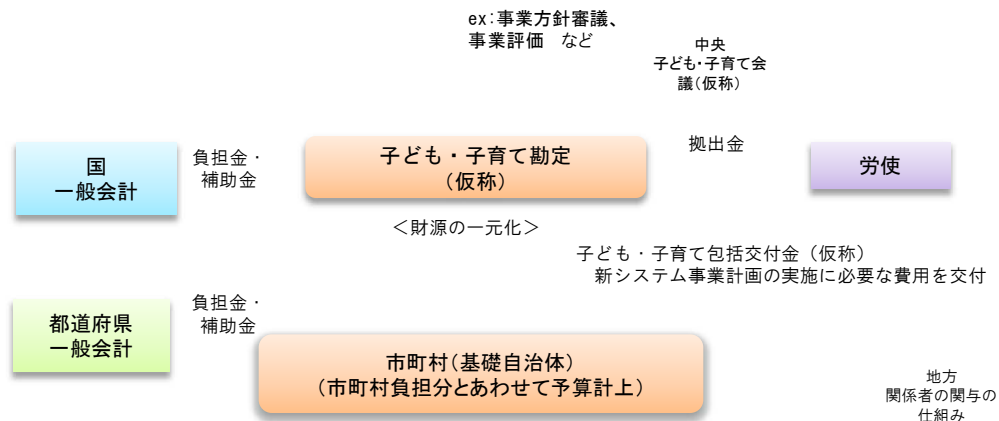 ex:事業方針審議、
事業評価　など
中央
子ども・子育て会
議(仮称)
国
一般会計
負担金・
補助金
子ども・子育て勘定
(仮称)
拠出金
労使
＜財源の一元化＞
子ども・子育て包括交付金（仮称）
新システム事業計画の実施に必要な費用を交付
都道府県
一般会計
負担金・
補助金
市町村(基礎自治体)
(市町村負担分とあわせて予算計上)
地方
関係者の関与の
仕組み